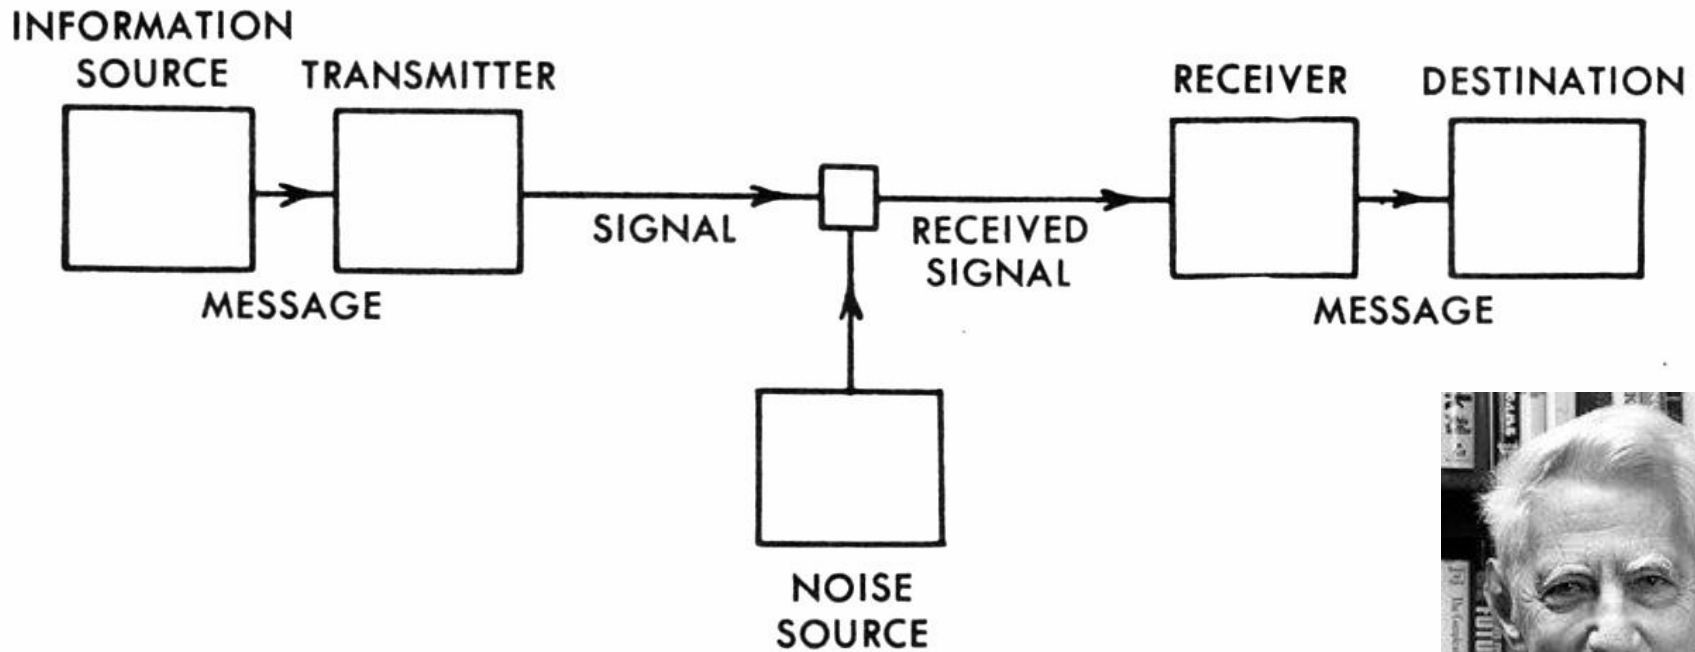 INFORMATION
SOURCE
TRANSMITTER
RECEIVER
DESTINATION
SIGNAL
RECEIVED
SIGNAL
MESSAGE
MESSAGE
NOISE
SOURCE